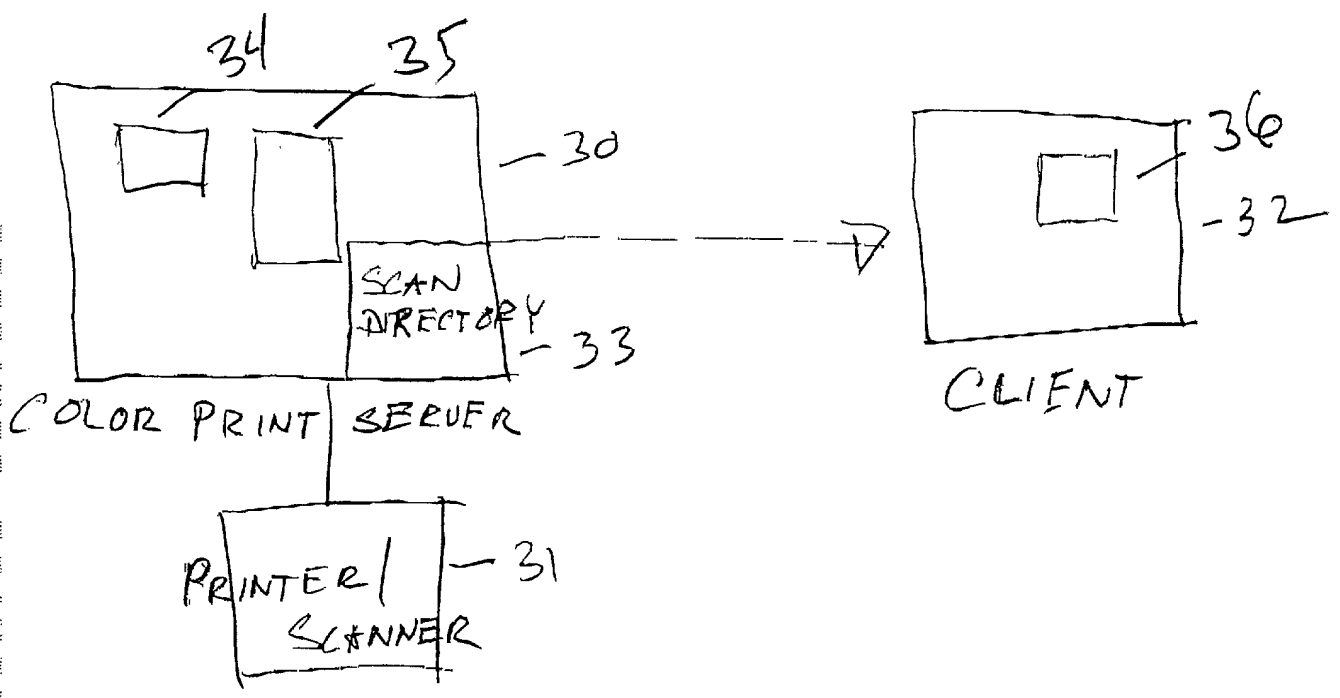 34
35
30
36
32
SCAN
DIRECTORY
33
COLOR PRINT SERVER
CLIENT
PRINTER/
SCANNER
31